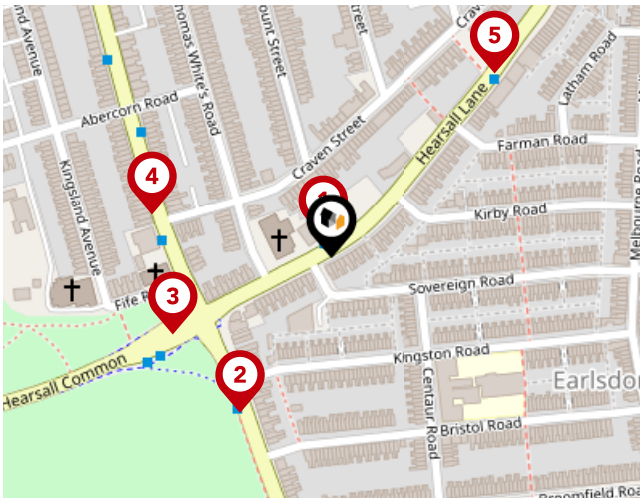 Craven
5
Latham Road
Mount Street
Thomas White's Road
Abercorn Road
Hearsall Lane
Farman Road
Craven Street
4
Kingsland Avenue
Kirby Road
Melbourne Road
Sovereign Road
3
Fife R
Kingston Road
2
Hearsall Common
Earlsdo
Centaur Road
Bristol Road
Broomfield Roa